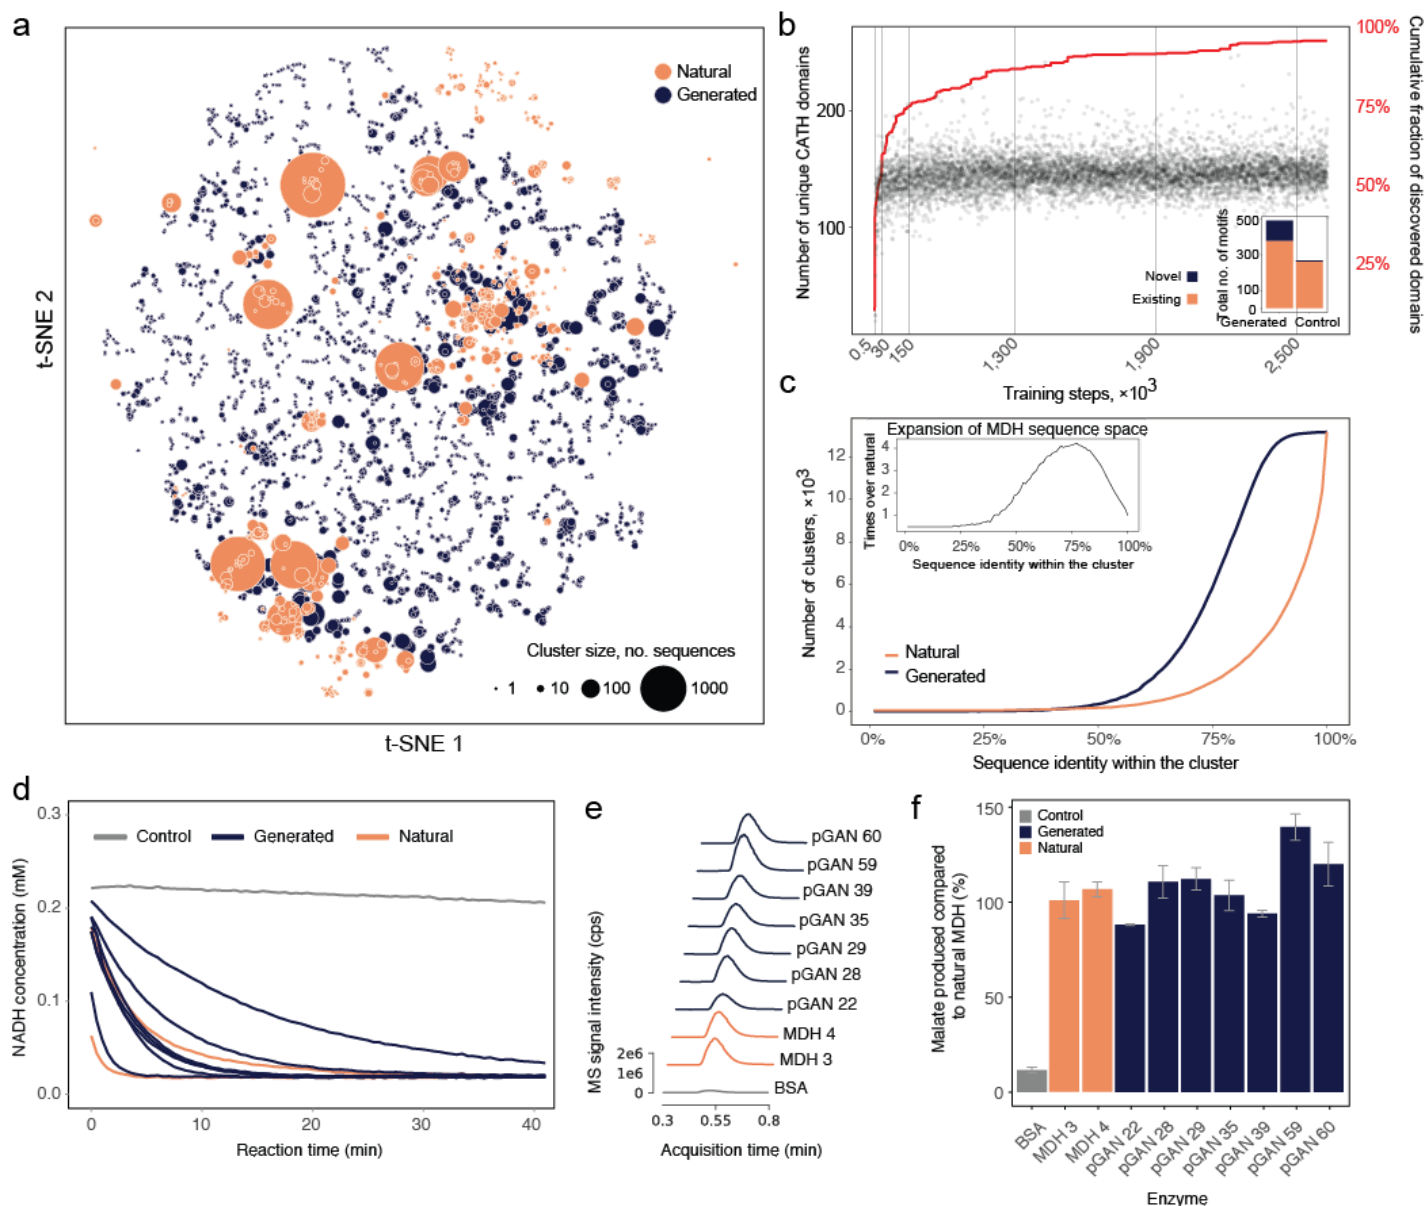 a
Natural
Generated
t-SNE 2
Cluster size, no. sequences
1
10
100
1000
t-SNE 1
b
Number of unique CATH domains
200
100
100%
75%
50%
25%
Cumulative fraction of discovered domains
Novel
Existing
Total no. of motifs
500
300
100
0
Generated
Control
0.5
30
150
1,300
1,900
2,500
Training steps, ×10³
c
Number of clusters, ×10³
12
10
8
6
4
2
0
Expansion of MDH sequence space
Times over natural
4
3
2
1
0%
25%
50%
75%
100%
Sequence identity within the cluster
Natural
Generated
0%
25%
50%
75%
100%
Sequence identity within the cluster
d
NADH concentration (mM)
0.3
0.2
0.1
0.0
Control
Generated
Natural
0
10
20
30
40
Reaction time (min)
e
MS signal intensity (cps)
pGAN 60
pGAN 59
pGAN 39
pGAN 35
pGAN 29
pGAN 28
pGAN 22
MDH 4
MDH 3
BSA
2e6
1e6
0
0.3
0.55
0.8
Acquisition time (min)
f
Malate produced compared
to natural MDH (%)
150
100
50
0
Control
Generated
Natural
BSA
MDH 3
MDH 4
pGAN 22
pGAN 28
pGAN 29
pGAN 35
pGAN 39
pGAN 59
pGAN 60
Enzyme